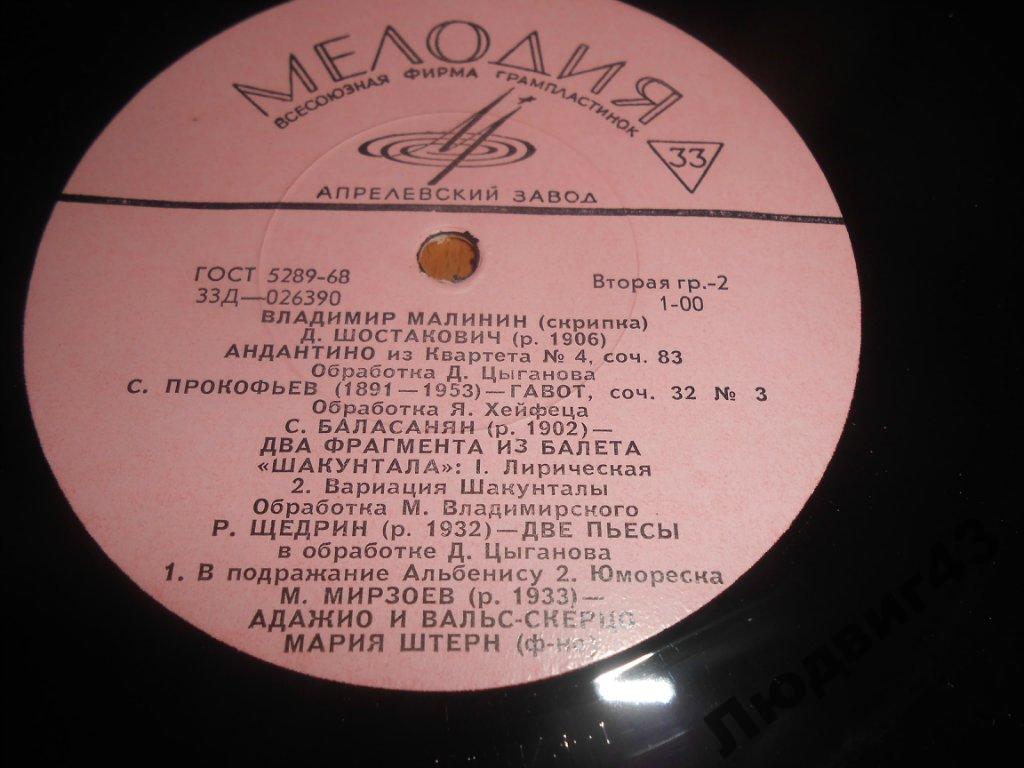 МЕЛОДИЯ
ВСЕСОЮЗНАЯ ФИРМА ГРАМПЛАСТИНОК
33
АПРЕЛЕВСКИЙ ЗАВОД
ГОСТ 5289-68
33Д—026390
Вторая гр.-2
1-00
ВЛАДИМИР МАЛИНИН (скрипка)
Д. ШОСТАКОВИЧ (р. 1906)
АНДАНТИНО из Квартета № 4, соч. 83
Обработка Д. Цыганова
С. ПРОКОФЬЕВ (1891—1953)—ГАВОТ, соч. 32 № 3
Обработка Я. Хейфеца
С. БАЛАСАНЯН (р. 1902)—
ДВА ФРАГМЕНТА ИЗ БАЛЕТА
«ШАКУНТАЛА»: I. Лирическая
2. Вариация Шакунталы
Обработка М. Владимирского
Р. ЩЕДРИН (р. 1932)—ДВЕ ПЬЕСЫ
в обработке Д. Цыганова
1. В подражание Альбенису 2. Юмореска
М. МИРЗОЕВ (р. 1933)—
АДАЖИО И ВАЛЬС-СКЕРЦО
МАРИЯ ШТЕРН (ф-но)
Людвиг43